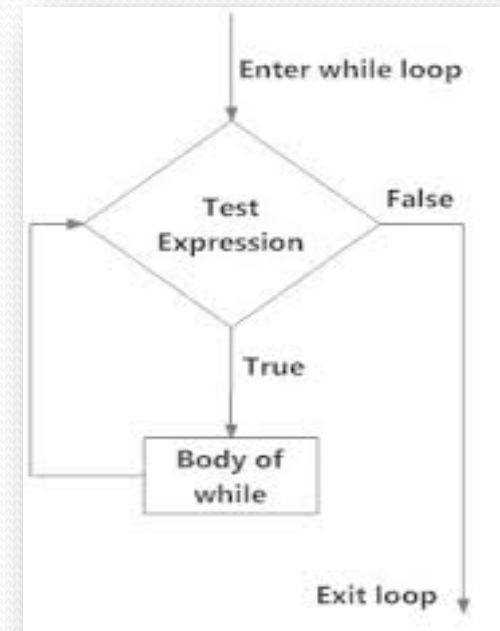 Enter while loop
Test
Expression
False
True
Body of
while
Exit loop